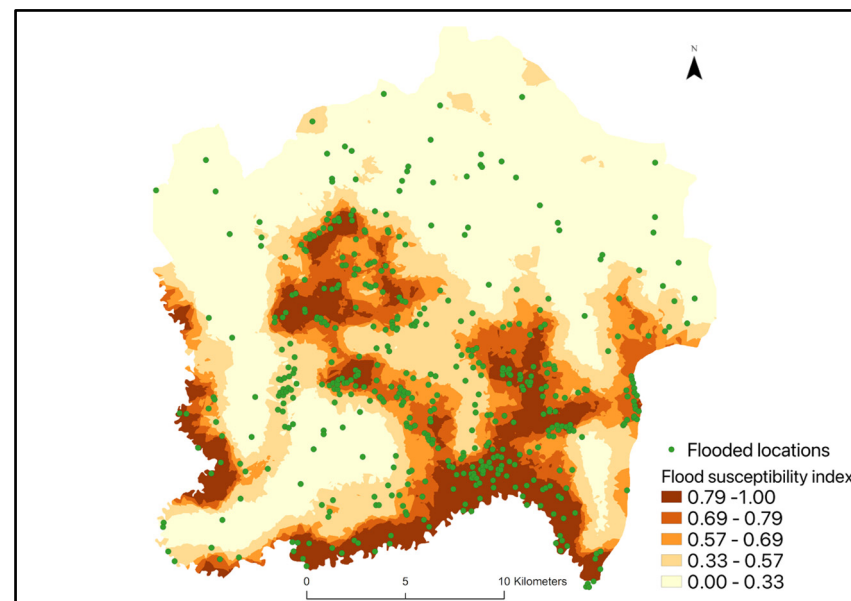 N
Flooded locations
Flood susceptibility index
0.79 -1.00
0.69 - 0.79
0.57 - 0.69
0.33 - 0.57
0.00 - 0.33
0 5 10 Kilometers